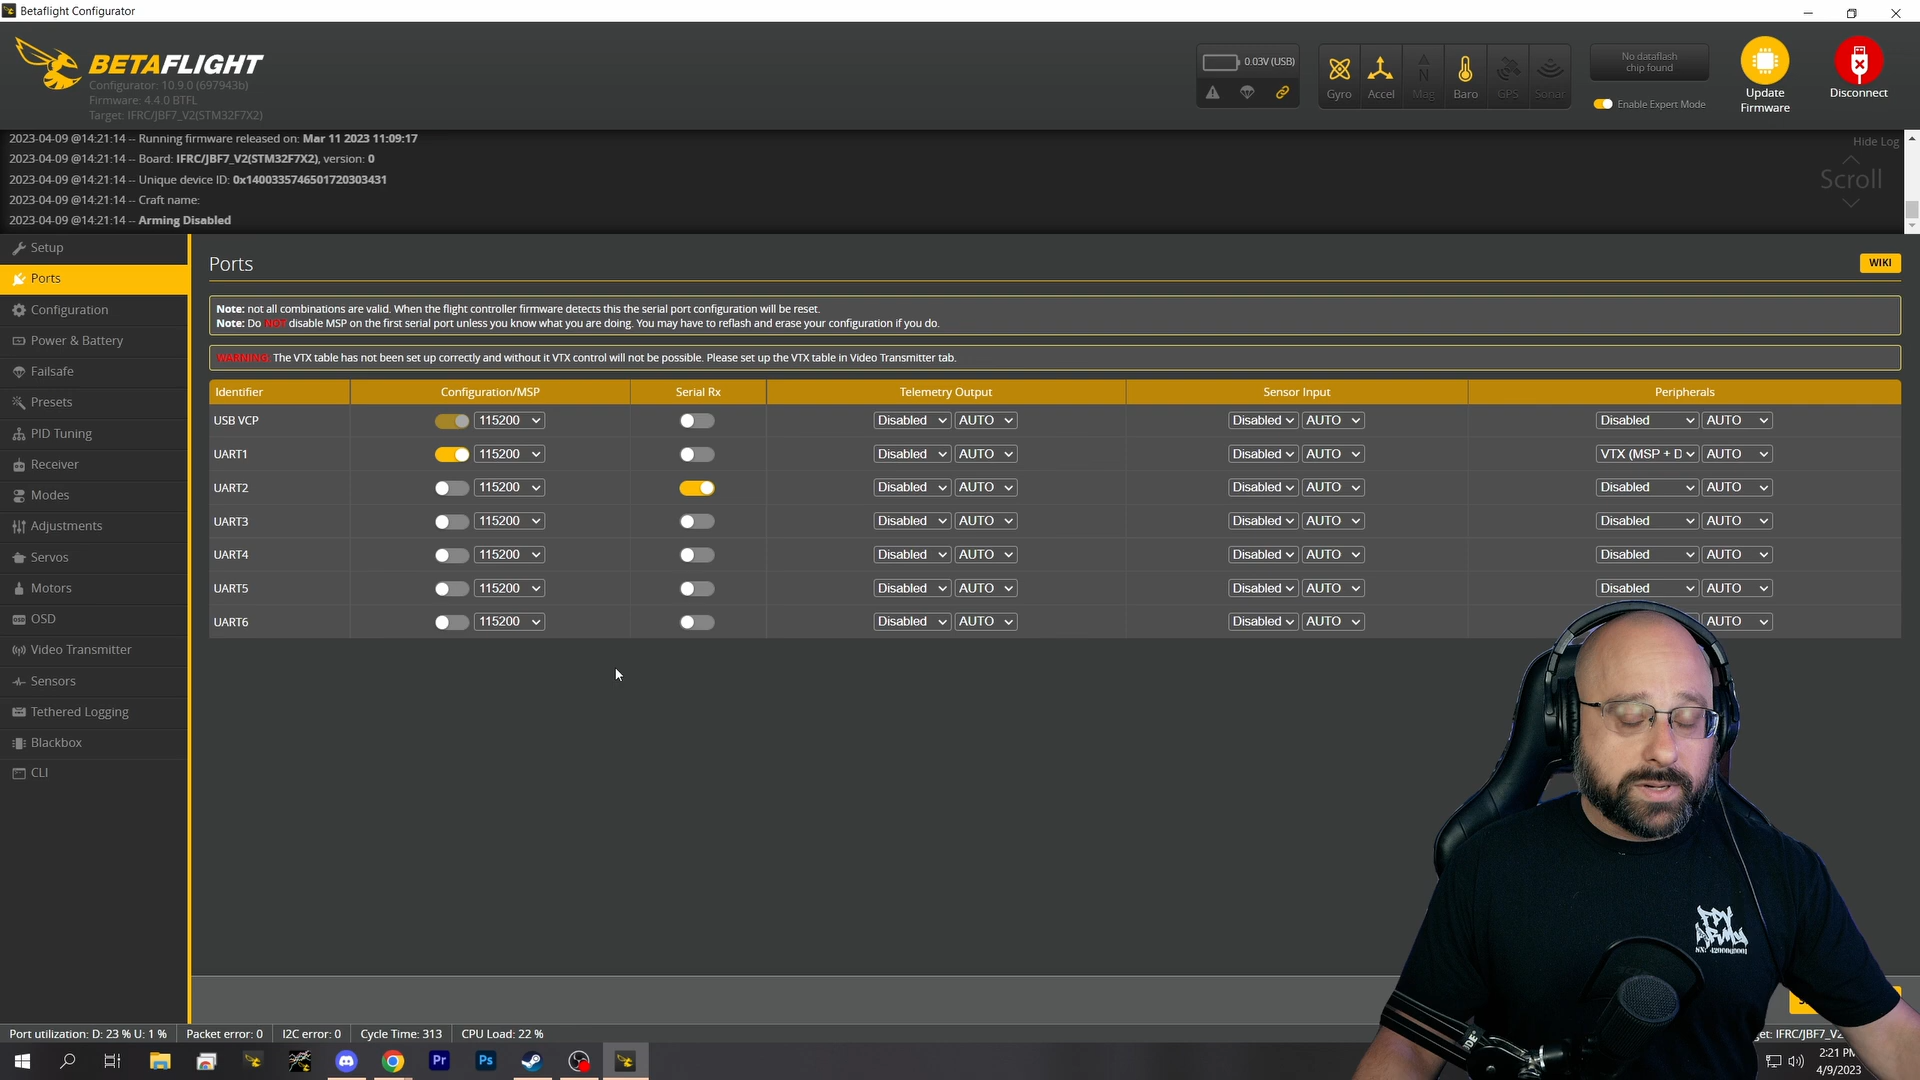 Betaflight Configurator
BETAFLIGHT
Configurator: 10.9.0 (697943b)
Firmware: 4.4.0 BTFL
Target: IFRC/JBF7_V2(STM32F7X2)
0.03V (USB)
Gyro
Accel
Mag
Baro
GPS
Sonar
No dataflash
chip found
Enable Expert Mode
Update
Firmware
Disconnect
2023-04-09 @14:21:14 -- Running firmware released on: Mar 11 2023 11:09:17
2023-04-09 @14:21:14 -- Board: IFRC/JBF7_V2(STM32F7X2), version: 0
2023-04-09 @14:21:14 -- Unique device ID: 0x1400335746501720303431
2023-04-09 @14:21:14 -- Craft name:
2023-04-09 @14:21:14 -- Arming Disabled
Hide Log
Scroll
Setup
Ports
Configuration
Power & Battery
Failsafe
Presets
PID Tuning
Receiver
Modes
Adjustments
Servos
Motors
OSD
Video Transmitter
Sensors
Tethered Logging
Blackbox
CLI
Ports
WIKI
Note: not all combinations are valid. When the flight controller firmware detects this the serial port configuration will be reset.
Note: Do NOT disable MSP on the first serial port unless you know what you are doing. You may have to reflash and erase your configuration if you do.
WARNING: The VTX table has not been set up correctly and without it VTX control will not be possible. Please set up the VTX table in Video Transmitter tab.
Identifier Configuration/MSP Serial Rx Telemetry Output Sensor Input Peripherals
USB VCP 115200 Disabled AUTO Disabled AUTO Disabled AUTO
UART1 115200 Disabled AUTO Disabled AUTO VTX (MSP + D AUTO
UART2 115200 Disabled AUTO Disabled AUTO Disabled AUTO
UART3 115200 Disabled AUTO Disabled AUTO Disabled AUTO
UART4 115200 Disabled AUTO Disabled AUTO Disabled AUTO
UART5 115200 Disabled AUTO Disabled AUTO Disabled AUTO
UART6 115200 Disabled AUTO Disabled AUTO AUTO
FPV
ARMY
Port utilization: D: 23 % U: 1 % Packet error: 0 I2C error: 0 Cycle Time: 313 CPU Load: 22 %
get: IFRC/JBF7_V2
Pr
Ps
2:21 PM
4/9/2023